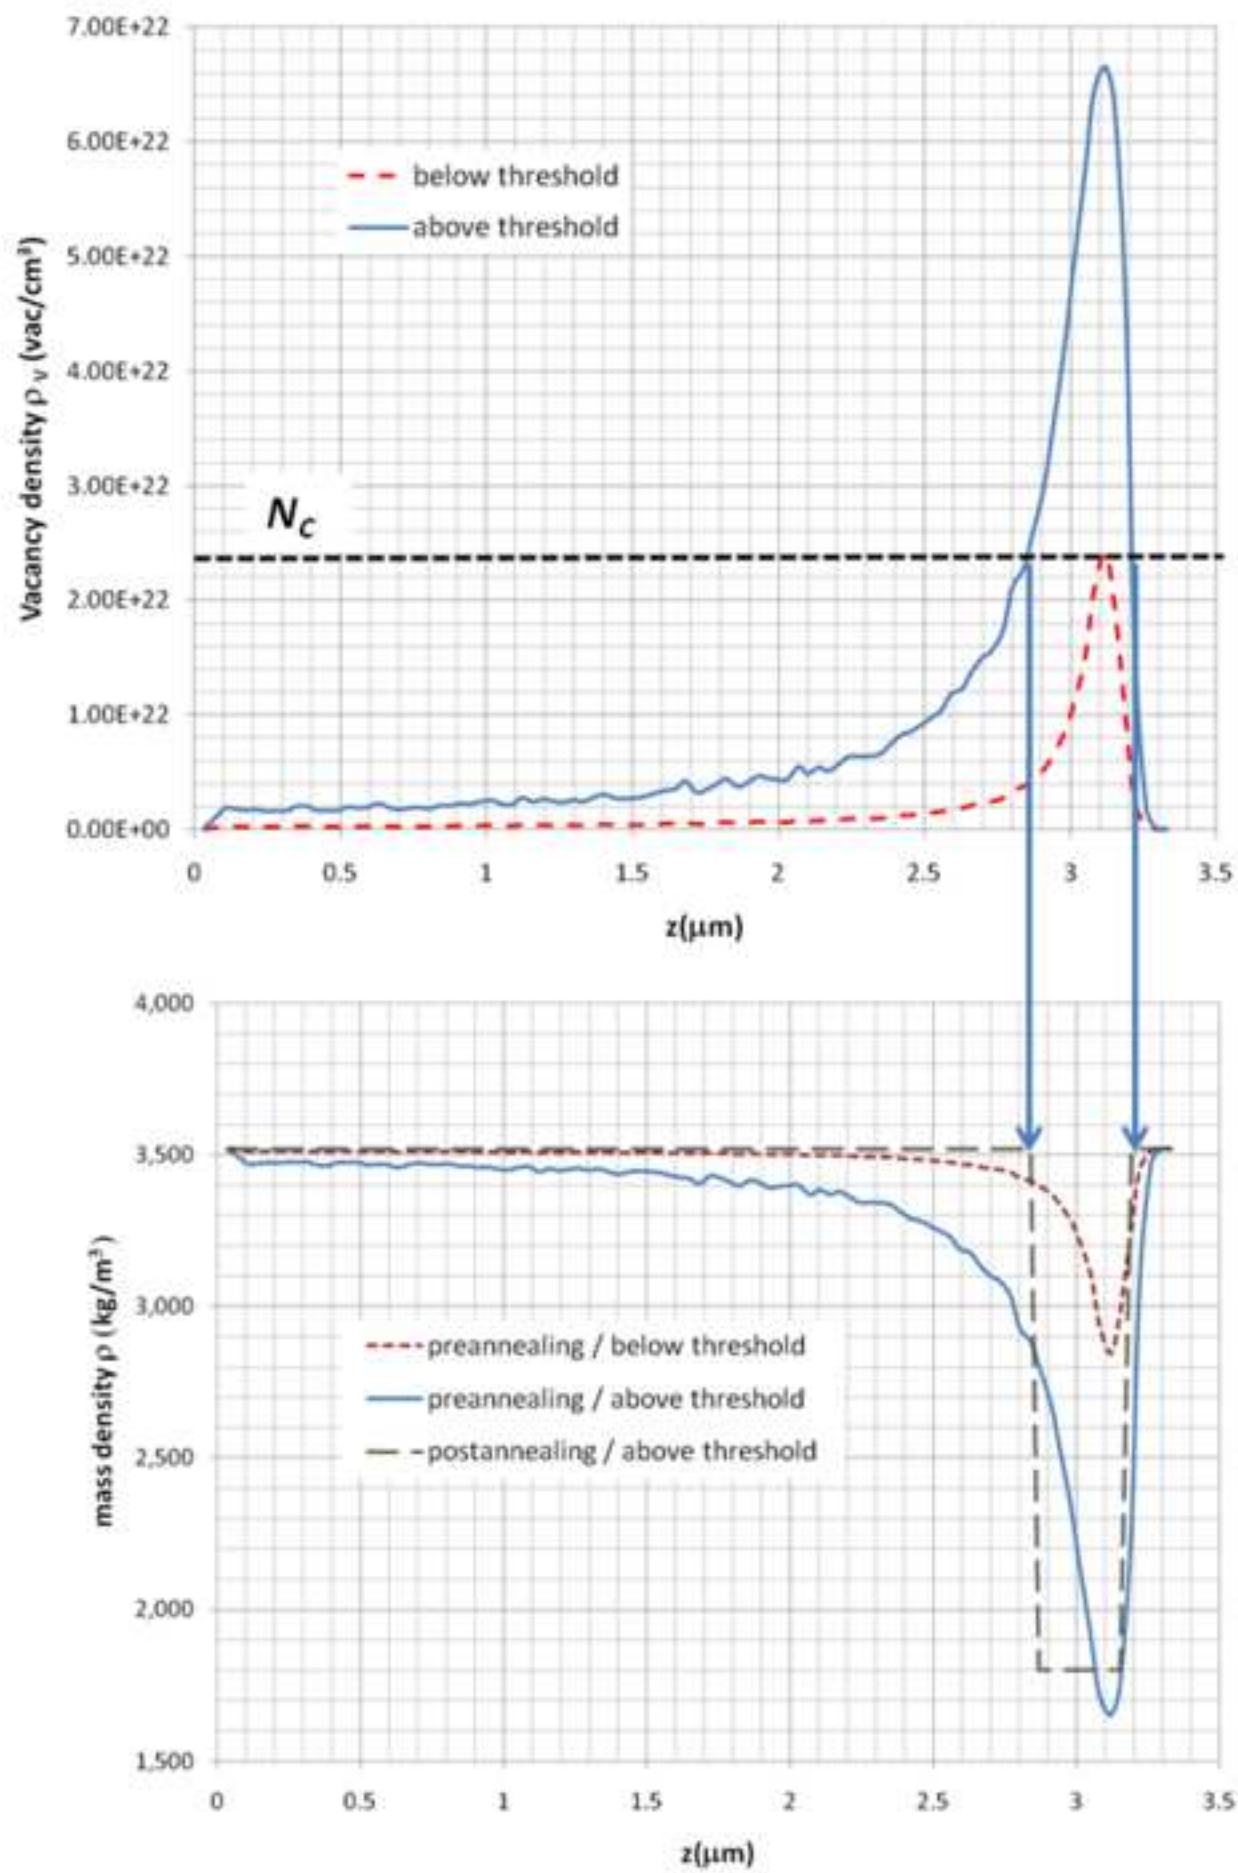 7.00E+22
6.00E+22
5.00E+22
4.00E+22
3.00E+22
2.00E+22
1.00E+22
0.00E+00
Vacancy density ρ V (vac/cm³)
below threshold
above threshold
NC
0 0.5 1 1.5 2 2.5 3 3.5
z(μm)
4,000
3,500
3,000
2,500
2,000
1,500
mass density ρ (kg/m³)
preannealing / below threshold
preannealing / above threshold
postannealing / above threshold
0 0.5 1 1.5 2 2.5 3 3.5
z(μm)